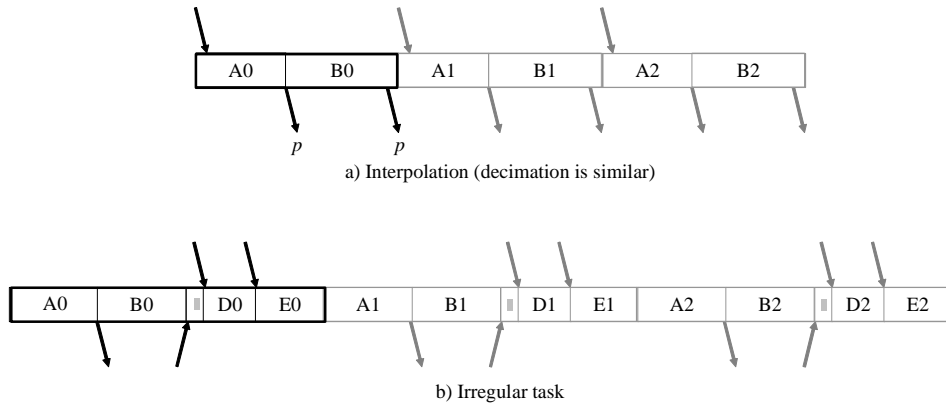 A0 B0 A1 B1 A2 B2
p p
a) Interpolation (decimation is similar)
A0 B0 D0 E0 A1 B1 D1 E1 A2 B2 D2 E2
b) Irregular task